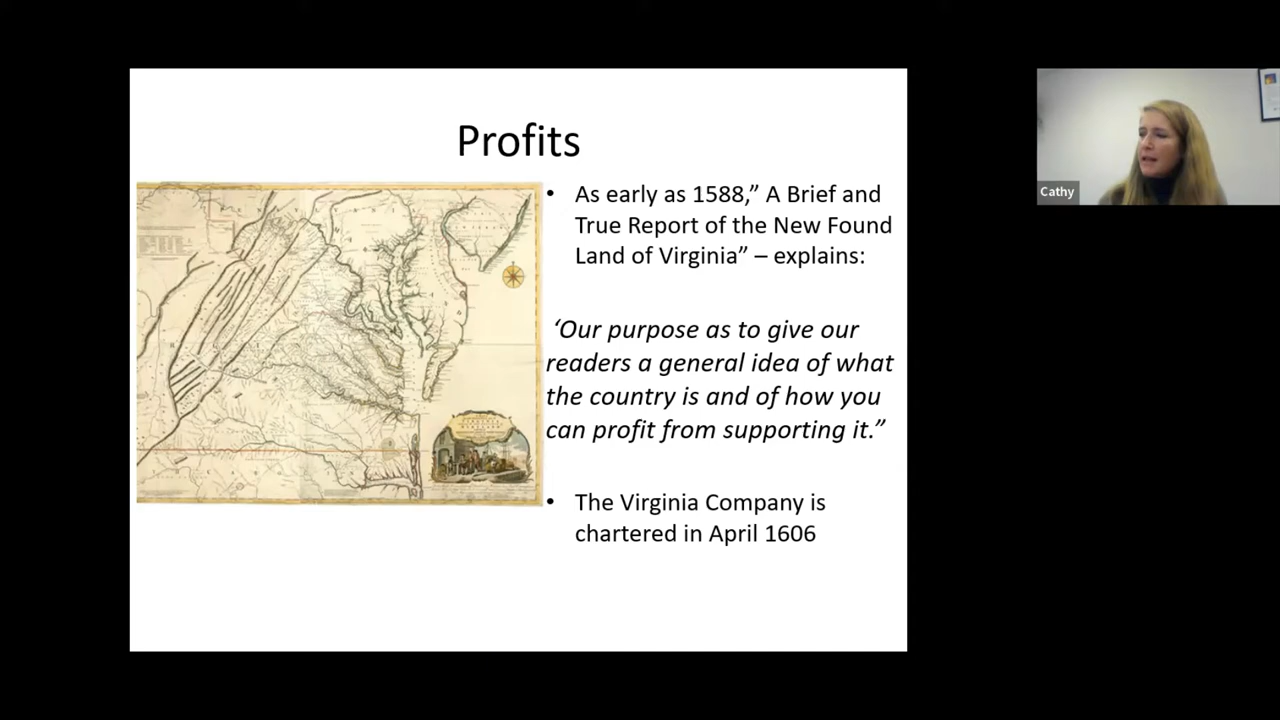 Profits
• As early as 1588,” A Brief and
True Report of the New Found
Land of Virginia” – explains:
‘Our purpose as to give our
readers a general idea of what
the country is and of how you
can profit from supporting it.”
• The Virginia Company is
chartered in April 1606
Cathy